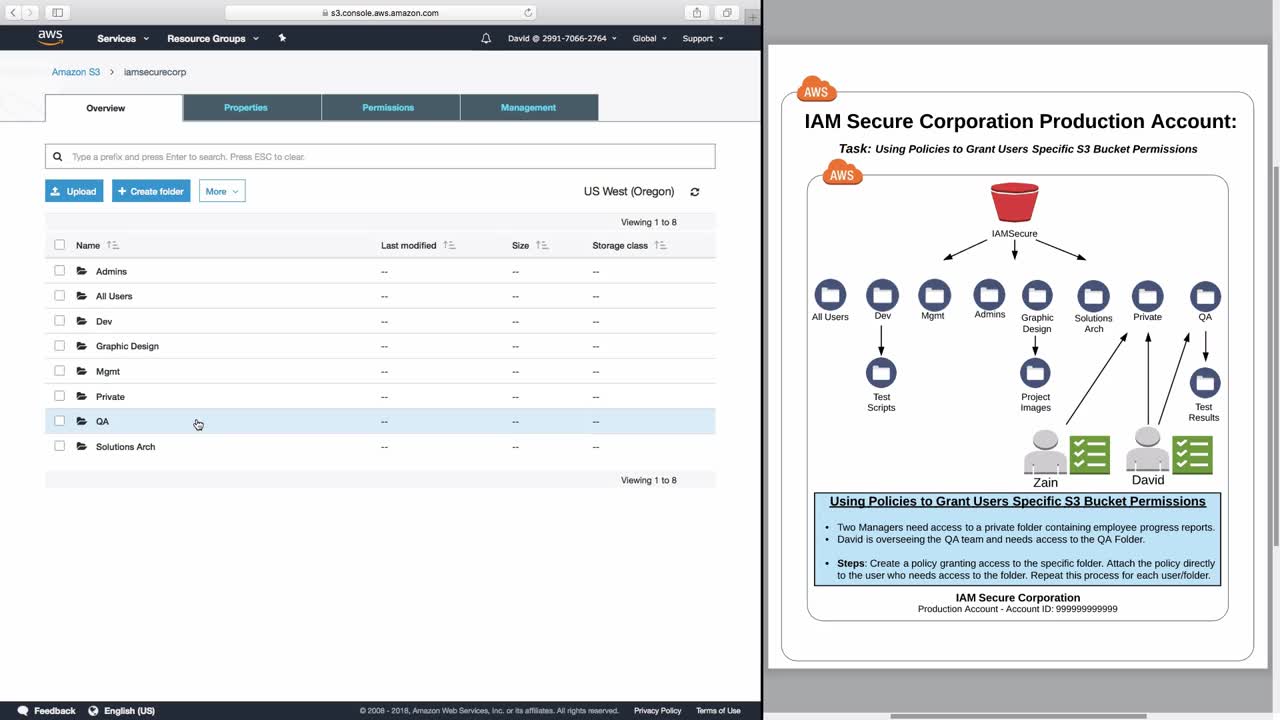 s3.console.aws.amazon.com
aws Services Resource Groups David @ 2991-7066-2764 Global Support
Amazon S3 > iamsecurecorp
Overview Properties Permissions Management
Type a prefix and press Enter to search. Press ESC to clear.
Upload + Create folder More US West (Oregon)
Viewing 1 to 8
Name Last modified Size Storage class
Admins -- -- --
All Users -- -- --
Dev -- -- --
Graphic Design -- -- --
Mgmt -- -- --
Private -- -- --
QA -- -- --
Solutions Arch -- -- --
Viewing 1 to 8
Feedback English (US) © 2008 - 2018, Amazon Web Services, Inc. or its affiliates. All rights reserved. Privacy Policy Terms of Use
AWS
IAM Secure Corporation Production Account:
Task: Using Policies to Grant Users Specific S3 Bucket Permissions
AWS
IAMSecure
All Users Dev Mgmt Admins Graphic Solutions Private QA
Design Arch
Test Project Test
Scripts Images Results
Zain David
Using Policies to Grant Users Specific S3 Bucket Permissions
• Two Managers need access to a private folder containing employee progress reports.
• David is overseeing the QA team and needs access to the QA Folder.
• Steps: Create a policy granting access to the specific folder. Attach the policy directly
to the user who needs access to the folder. Repeat this process for each user/folder.
IAM Secure Corporation
Production Account - Account ID: 999999999999